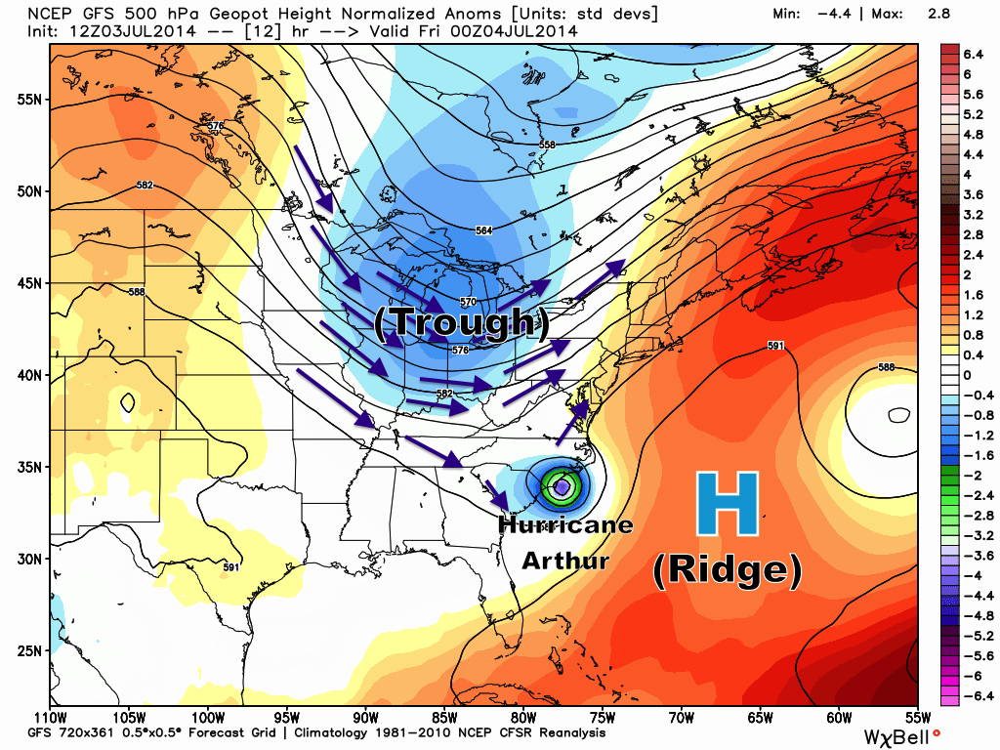 NCEP GFS 500 hPa Geopot Height Normalized Anoms [Units: std devs]
Min: −4.4 | Max: 2.8
Init: 12Z03JUL2014 −− [12] hr −−> Valid Fri 00Z04JUL2014
55N
50N
45N
40N
35N
30N
25N
576
558
582
564
588
570
(Trough)
576
591
588
582
H
Hurricane
Arthur
(Ridge)
591
6.4
6
5.6
5.2
4.8
4.4
4
3.6
3.2
2.8
2.4
2
1.6
1.2
0.8
0.4
0
−0.4
−0.8
−1.2
−1.6
−2
−2.4
−2.8
−3.2
−3.6
−4
−4.4
−4.8
−5.2
−5.6
−6
−6.4
110W 105W 100W 95W 90W 85W 80W 75W 70W 65W 60W 55W
GFS 720x361 0.5°x0.5° Forecast Grid | Climatology 1981−2010 NCEP CFSR Reanalysis
WχBell